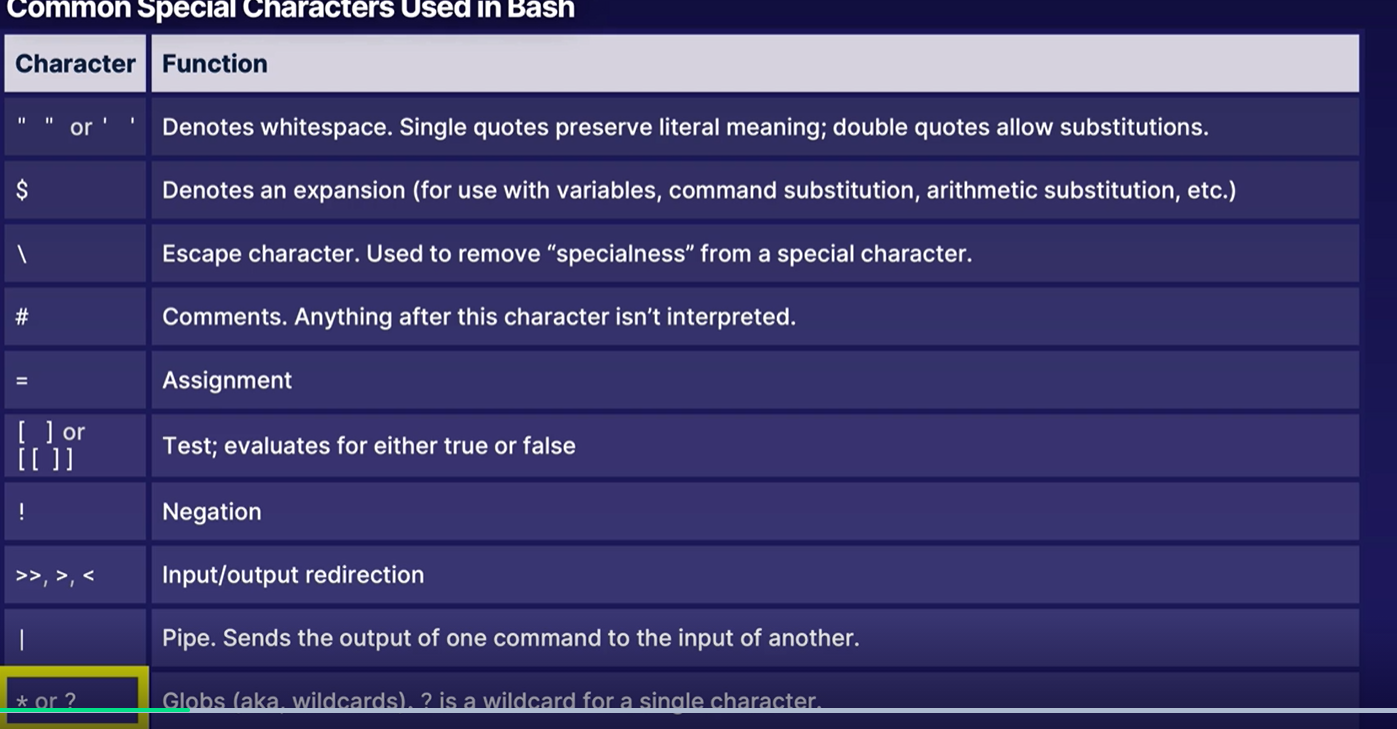 Common Special Characters Used in Bash
Character Function
" " or ' ' Denotes whitespace. Single quotes preserve literal meaning; double quotes allow substitutions.
$ Denotes an expansion (for use with variables, command substitution, arithmetic substitution, etc.)
\ Escape character. Used to remove “specialness” from a special character.
# Comments. Anything after this character isn’t interpreted.
= Assignment
[ ] or
[[ ]]
Test; evaluates for either true or false
! Negation
>>, >, < Input/output redirection
| Pipe. Sends the output of one command to the input of another.
* or ? Globs (aka, wildcards). ? is a wildcard for a single character.